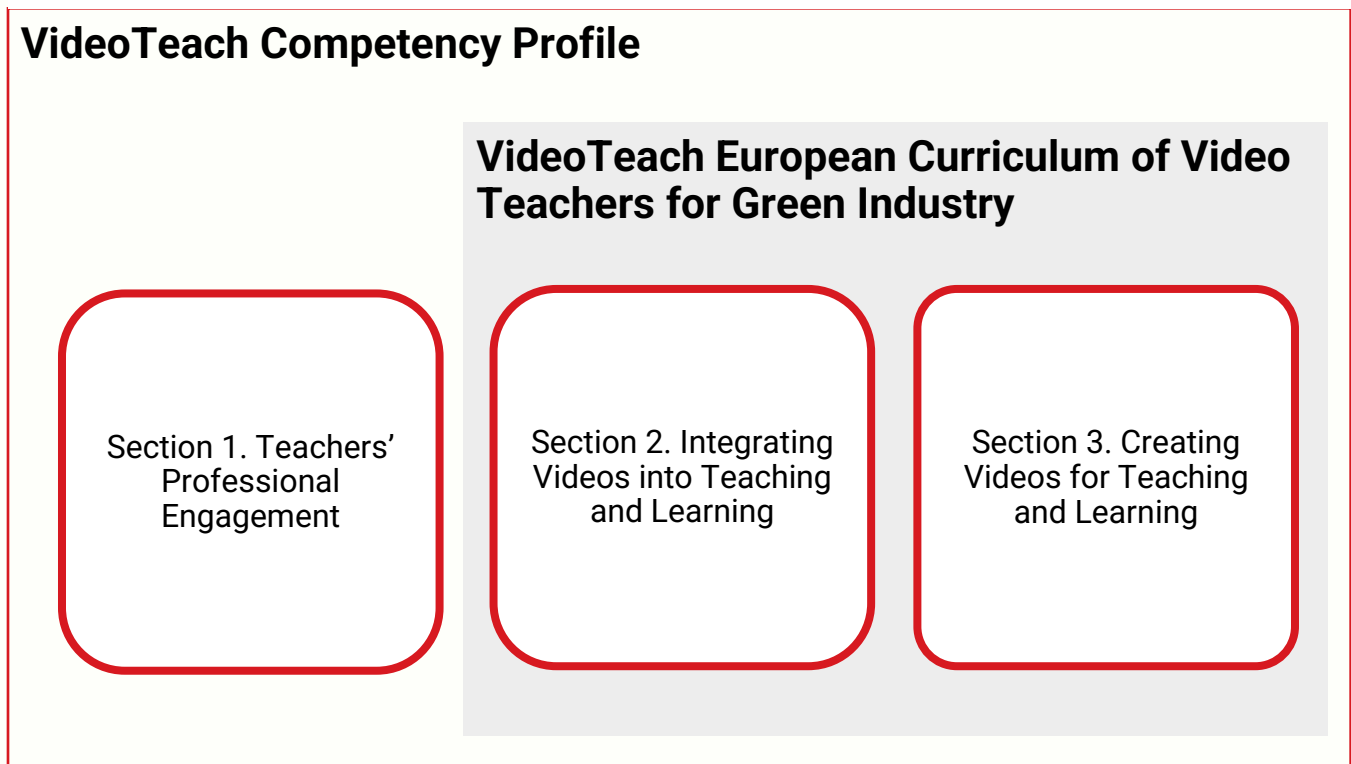 VideoTeach Competency Profile
VideoTeach European Curriculum of Video
Teachers for Green Industry
Section 1. Teachers’
Professional
Engagement
Section 2. Integrating
Videos into Teaching
and Learning
Section 3. Creating
Videos for Teaching
and Learning